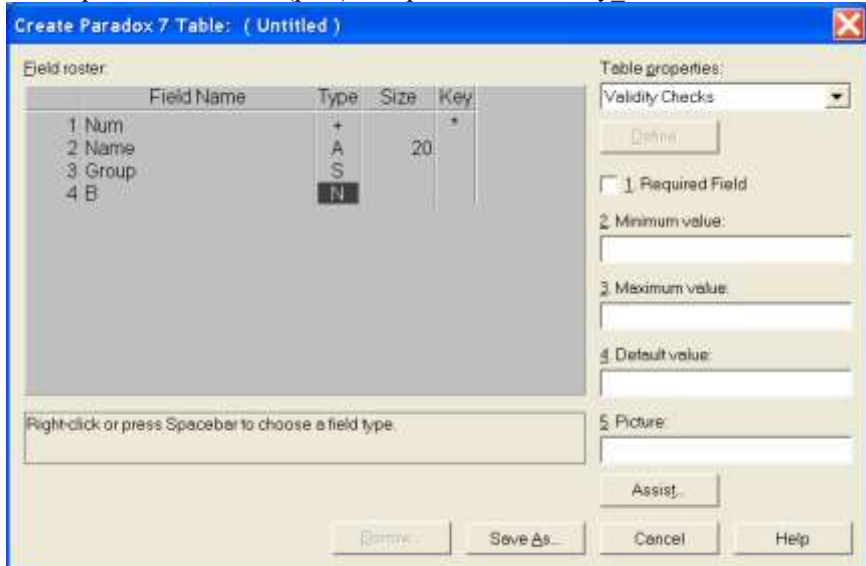 Create Paradox 7 Table: ( Untitled )
Field roster:
Field Name Type Size Key
1 Num + *
2 Name A 20
3 Group S
4 B N
Right-click or press Spacebar to choose a field type.
Table properties:
Validity Checks
Define...
1. Required Field
2. Minimum value:
3. Maximum value:
4. Default value:
5. Picture:
Assist...
Borrow...
Save As...
Cancel
Help